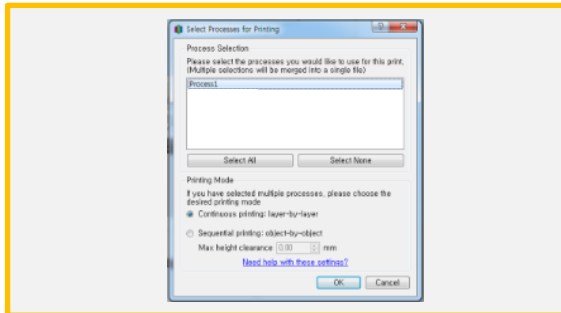 Select Processes for Printing
Process Selection
Please select the processes you would like to use for this print.
(Multiple selections will be merged into a single file)
Process1
Select All
Select None
Printing Mode
If you have selected multiple processes, please choose the
desired printing mode
Continuous printing: layer-by-layer
Sequential printing: object-by-object
Max height clearance 0.00 mm
Need help with these settings?
OK
Cancel